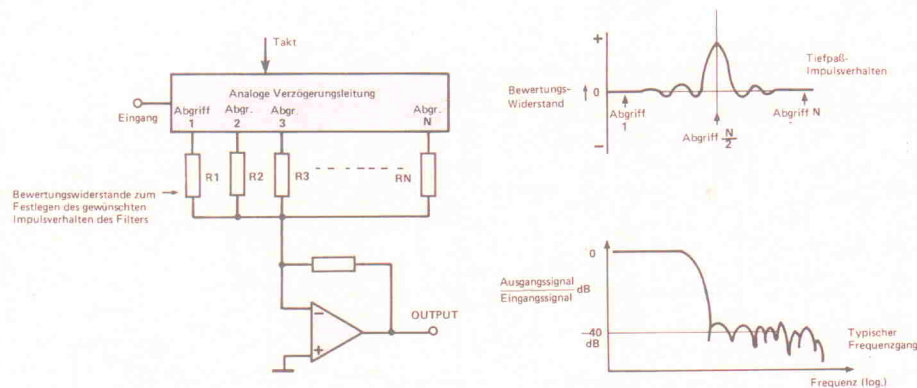 Takt
Analoge Verzögerungsleitung
Eingang
Abgriff 1
Abgr. 2
Abgr. 3
Abgr. N
R1
R2
R3
RN
Bewertungswiderstande zum
Festlegen des gewünschten
Impulsverhalten des Filters
−
+
OUTPUT
+
Bewertungs-
Widerstand
0
−
Tiefpaß-
Impulsverhalten
Abgriff
1
Abgriff N/2
Abgriff N
0
Ausgangssignal
Eingangssignal
dB
−40
dB
Typischer
Frequenzgang
Frequenz (log.)